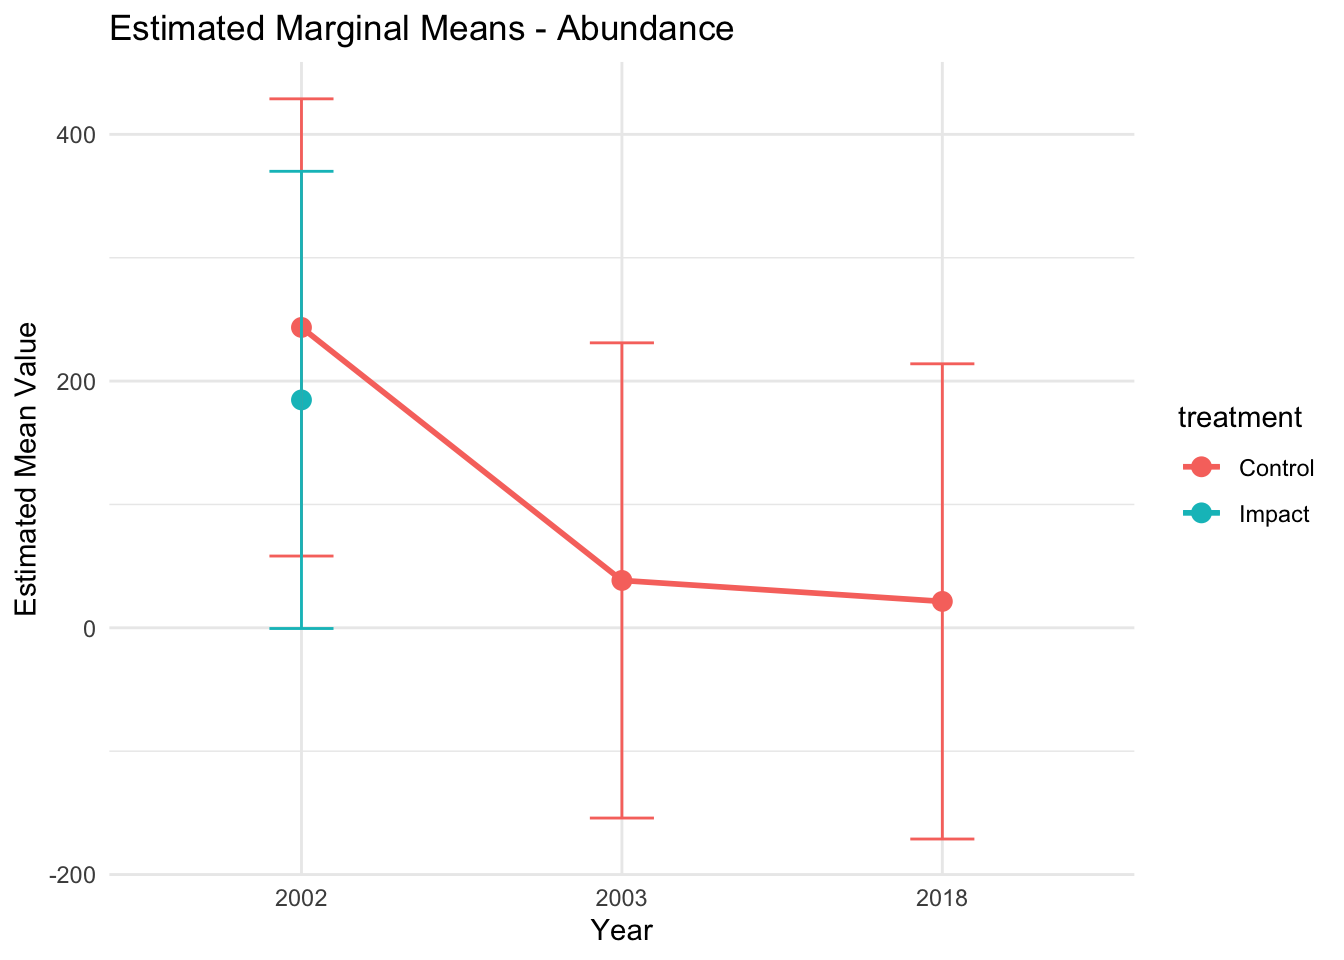 Estimated Marginal Means - Abundance
Estimated Mean Value
400
200
0
-200
2002
2003
2018
Year
treatment
Control
Impact